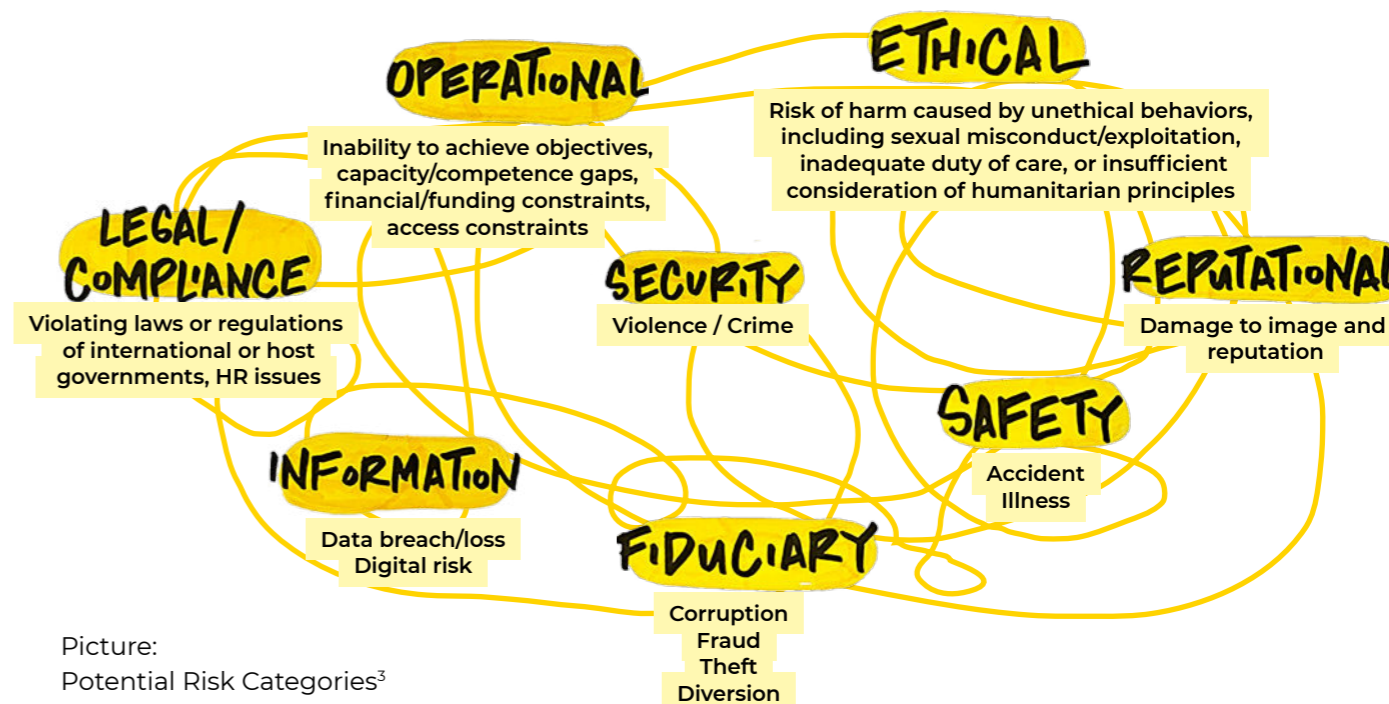 OPERATIONAL
Inability to achieve objectives,
capacity/competence gaps,
financial/funding constraints,
access constraints
ETHICAL
Risk of harm caused by unethical behaviors,
including sexual misconduct/exploitation,
inadequate duty of care, or insufficient
consideration of humanitarian principles
LEGAL/
COMPLIANCE
Violating laws or regulations
of international or host
governments, HR issues
SECURITY
Violence / Crime
REPUTATIONAL
Damage to image and
reputation
SAFETY
Accident
Illness
INFORMATION
Data breach/loss
Digital risk
FIDUCIARY
Corruption
Fraud
Theft
Diversion
Picture:
Potential Risk Categories³